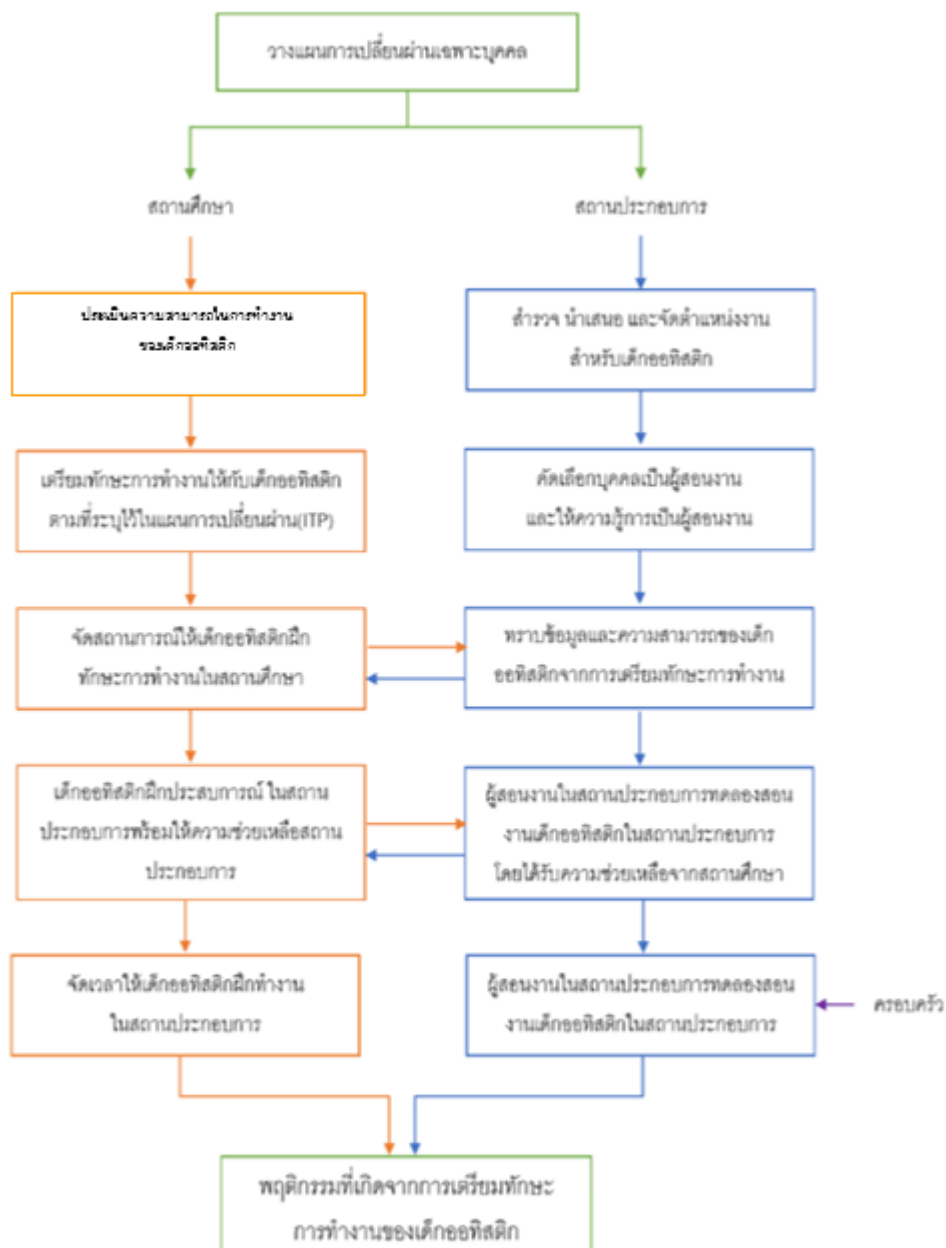 วางแผนการเปลี่ยนผ่านเฉพาะบุคคล
สถานศึกษา
สถานประกอบการ
ประเมินความสามารถในการทำงาน
ของเด็กออทิสติก
สำรวจ นำเสนอ และจัดตำแหน่งงาน
สำหรับเด็กออทิสติก
เตรียมทักษะการทำงานให้กับเด็กออทิสติก
ตามที่ระบุไว้ในแผนการเปลี่ยนผ่าน(ITP)
คัดเลือกบุคคลเป็นผู้สอนงาน
และให้ความรู้การเป็นผู้สอนงาน
จัดสถานการณ์ให้เด็กออทิสติกฝึก
ทักษะการทำงานในสถานศึกษา
ทราบข้อมูลและความสามารถของเด็ก
ออทิสติกจากการเตรียมทักษะการทำงาน
เด็กออทิสติกฝึกประสบการณ์ ในสถาน
ประกอบการพร้อมให้ความช่วยเหลือสถาน
ประกอบการ
ผู้สอนงานในสถานประกอบการทดลองสอน
งานเด็กออทิสติกในสถานประกอบการ
โดยได้รับความช่วยเหลือจากสถานศึกษา
จัดเวลาให้เด็กออทิสติกฝึกทำงาน
ในสถานประกอบการ
ผู้สอนงานในสถานประกอบการทดลองสอน
งานเด็กออทิสติกในสถานประกอบการ
ครอบครัว
พฤติกรรมที่เกิดจากการเตรียมทักษะ
การทำงานของเด็กออทิสติก